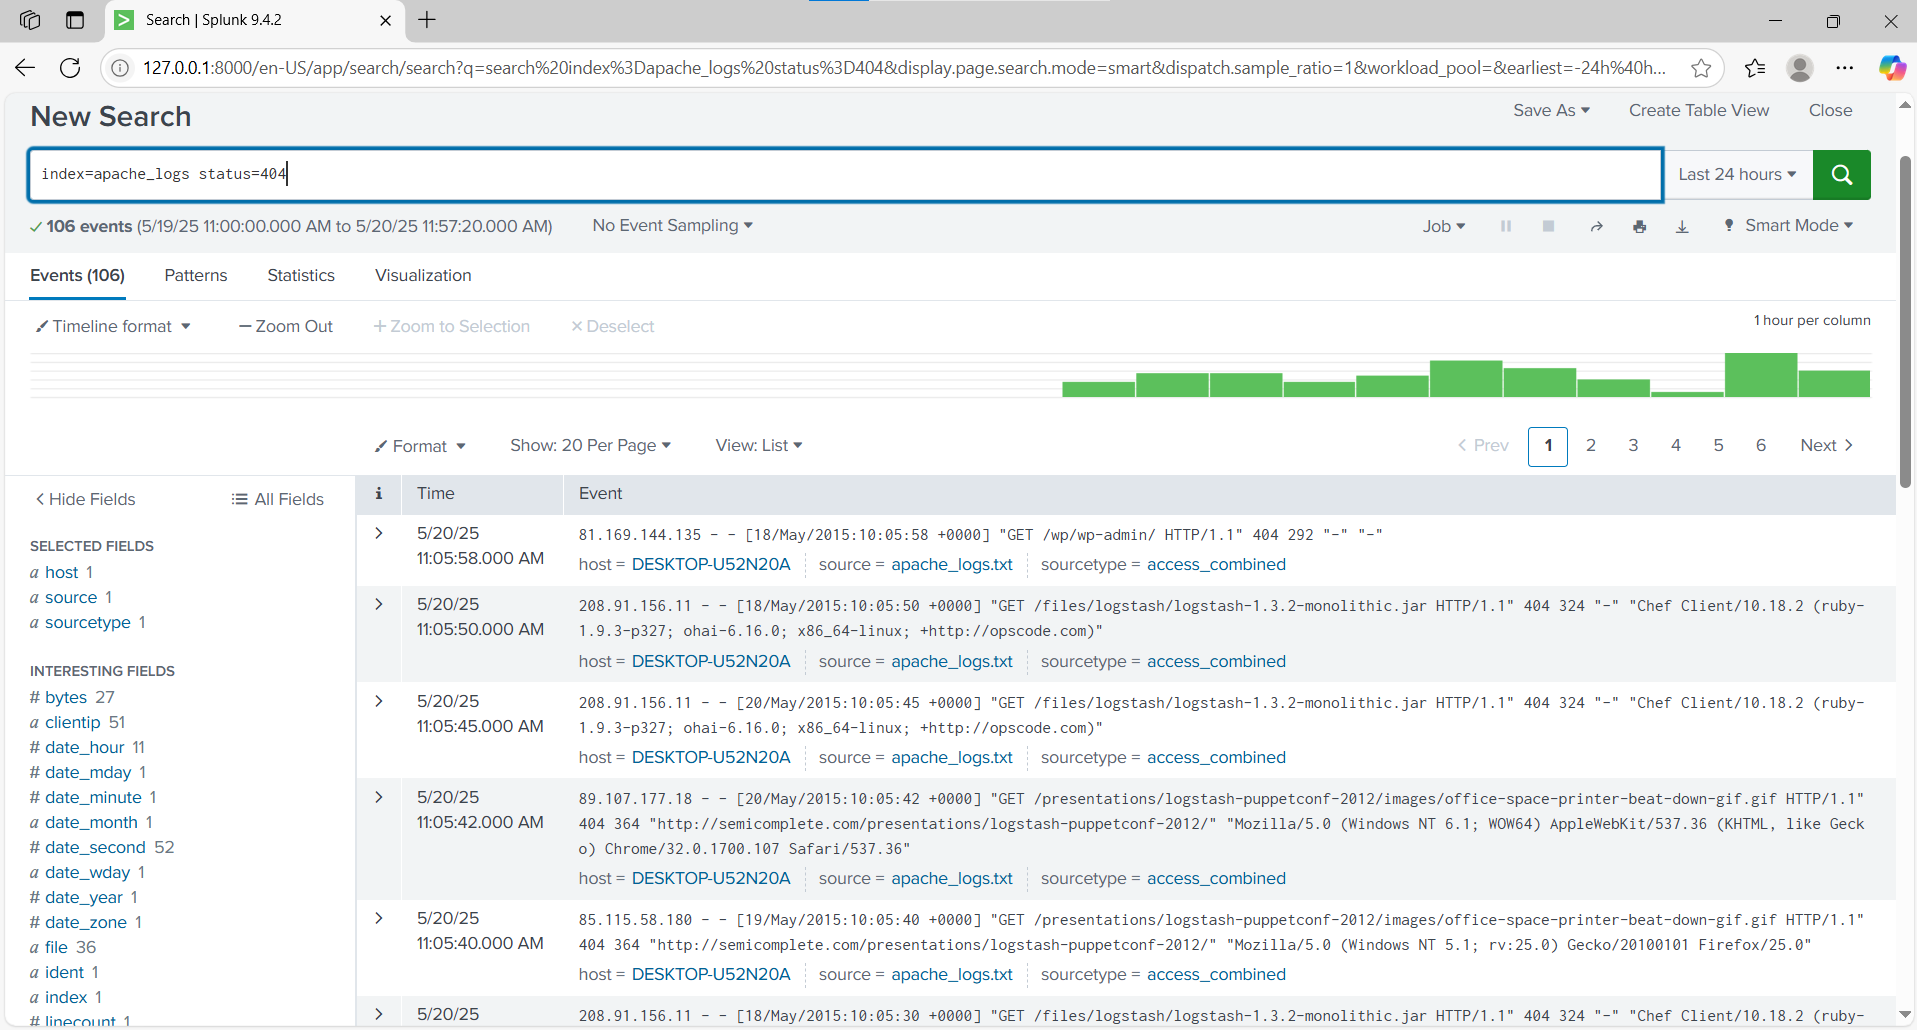 Search | Splunk 9.4.2
127.0.0.1:8000/en-US/app/search/search?q=search%20index%3Dapache_logs%20status%3D404&display.page.search.mode=smart&dispatch.sample_ratio=1&workload_pool=&earliest=-24h%40h...
New Search
Save As
Create Table View
Close
index=apache_logs status=404
Last 24 hours
106 events (5/19/25 11:00:00.000 AM to 5/20/25 11:57:20.000 AM)
No Event Sampling
Job
Smart Mode
Events (106)
Patterns
Statistics
Visualization
Timeline format
Zoom Out
+ Zoom to Selection
× Deselect
1 hour per column
Format
Show: 20 Per Page
View: List
< Prev
1
2
3
4
5
6
Next >
< Hide Fields
All Fields
SELECTED FIELDS
a host 1
a source 1
a sourcetype 1
INTERESTING FIELDS
# bytes 27
a clientip 51
# date_hour 11
# date_mday 1
# date_minute 1
a date_month 1
# date_second 52
a date_wday 1
# date_year 1
# date_zone 1
a file 36
a ident 1
a index 1
# linecount 1
i
Time
Event
5/20/25
11:05:58.000 AM
81.169.144.135 - - [18/May/2015:10:05:58 +0000] "GET /wp/wp-admin/ HTTP/1.1" 404 292 "-" "-"
host = DESKTOP-U52N20A
source = apache_logs.txt
sourcetype = access_combined
5/20/25
11:05:50.000 AM
208.91.156.11 - - [18/May/2015:10:05:50 +0000] "GET /files/logstash/logstash-1.3.2-monolithic.jar HTTP/1.1" 404 324 "-" "Chef Client/10.18.2 (ruby-
1.9.3-p327; ohai-6.16.0; x86_64-linux; +http://opscode.com)"
host = DESKTOP-U52N20A
source = apache_logs.txt
sourcetype = access_combined
5/20/25
11:05:45.000 AM
208.91.156.11 - - [20/May/2015:10:05:45 +0000] "GET /files/logstash/logstash-1.3.2-monolithic.jar HTTP/1.1" 404 324 "-" "Chef Client/10.18.2 (ruby-
1.9.3-p327; ohai-6.16.0; x86_64-linux; +http://opscode.com)"
host = DESKTOP-U52N20A
source = apache_logs.txt
sourcetype = access_combined
5/20/25
11:05:42.000 AM
89.107.177.18 - - [20/May/2015:10:05:42 +0000] "GET /presentations/logstash-puppetconf-2012/images/office-space-printer-beat-down-gif.gif HTTP/1.1"
404 364 "http://semicomplete.com/presentations/logstash-puppetconf-2012/" "Mozilla/5.0 (Windows NT 6.1; WOW64) AppleWebKit/537.36 (KHTML, like Geck
o) Chrome/32.0.1700.107 Safari/537.36"
host = DESKTOP-U52N20A
source = apache_logs.txt
sourcetype = access_combined
5/20/25
11:05:40.000 AM
85.115.58.180 - - [19/May/2015:10:05:40 +0000] "GET /presentations/logstash-puppetconf-2012/images/office-space-printer-beat-down-gif.gif HTTP/1.1"
404 364 "http://semicomplete.com/presentations/logstash-puppetconf-2012/" "Mozilla/5.0 (Windows NT 5.1; rv:25.0) Gecko/20100101 Firefox/25.0"
host = DESKTOP-U52N20A
source = apache_logs.txt
sourcetype = access_combined
5/20/25
208.91.156.11 - - [18/May/2015:10:05:30 +0000] "GET /files/logstash/logstash-1.3.2-monolithic.jar HTTP/1.1" 404 324 "-" "Chef Client/10.18.2 (ruby-